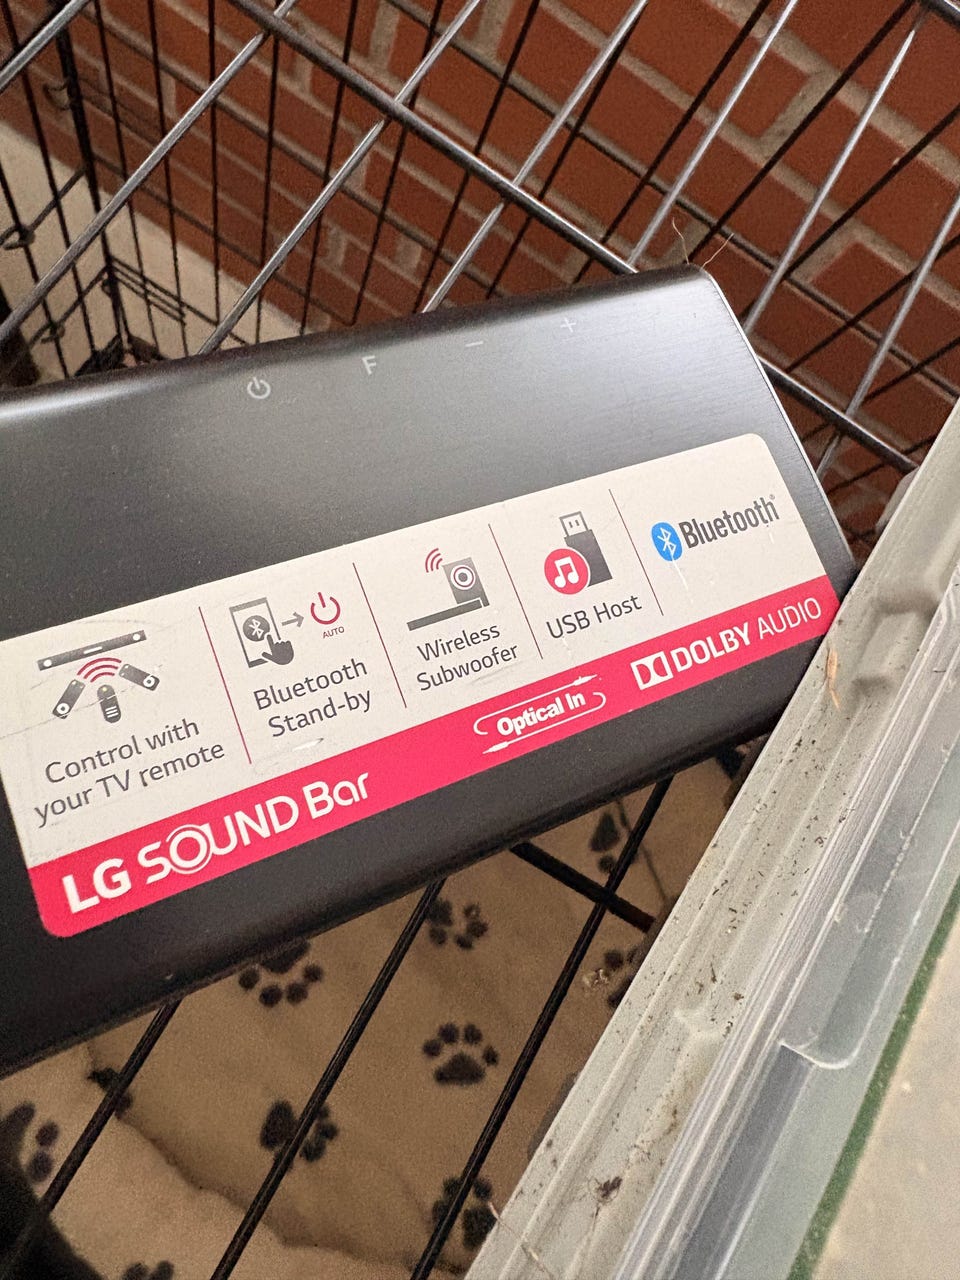 F - +
Control with
your TV remote
AUTO
Bluetooth
Stand-by
Wireless
Subwoofer
USB Host
Bluetooth®
LG SOUND Bar
Optical In
DOLBY AUDIO